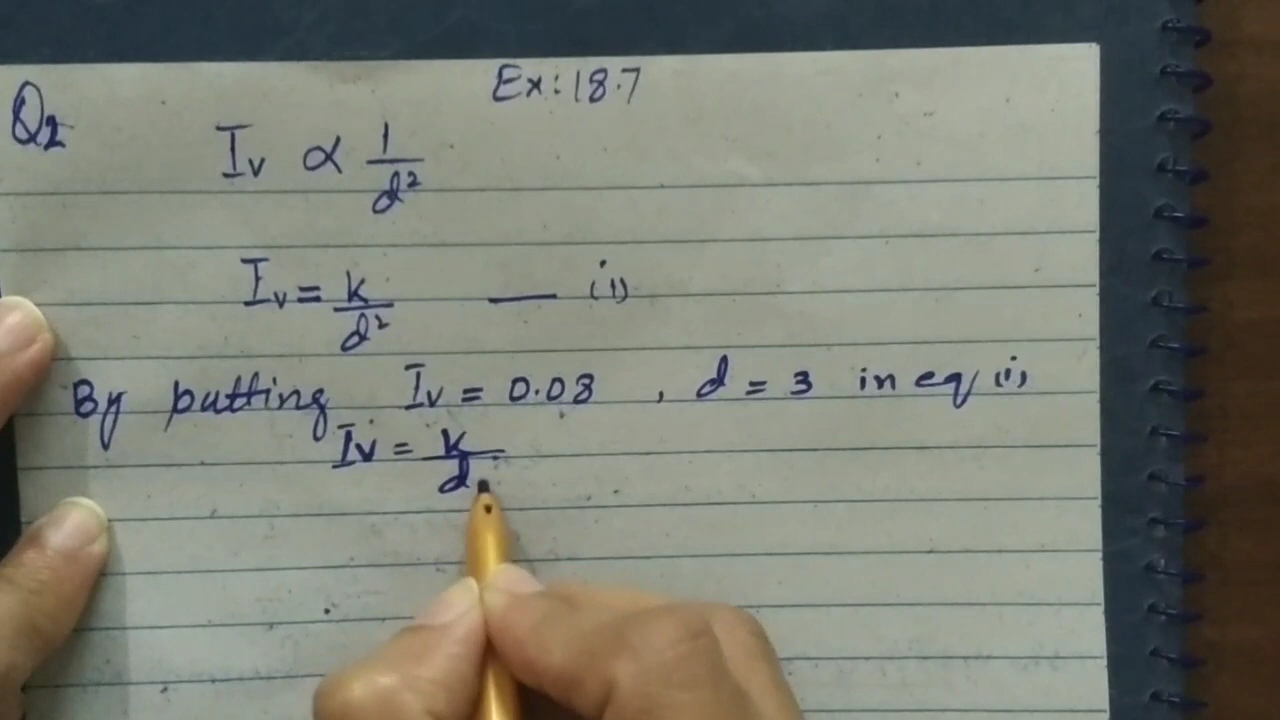 Ex: 18.7
Q2
Iv ∝ 1/d²
Iv = k/d² — (i)
By putting Iv = 0.08 , d = 3 in eq (i)
Iv = k/d